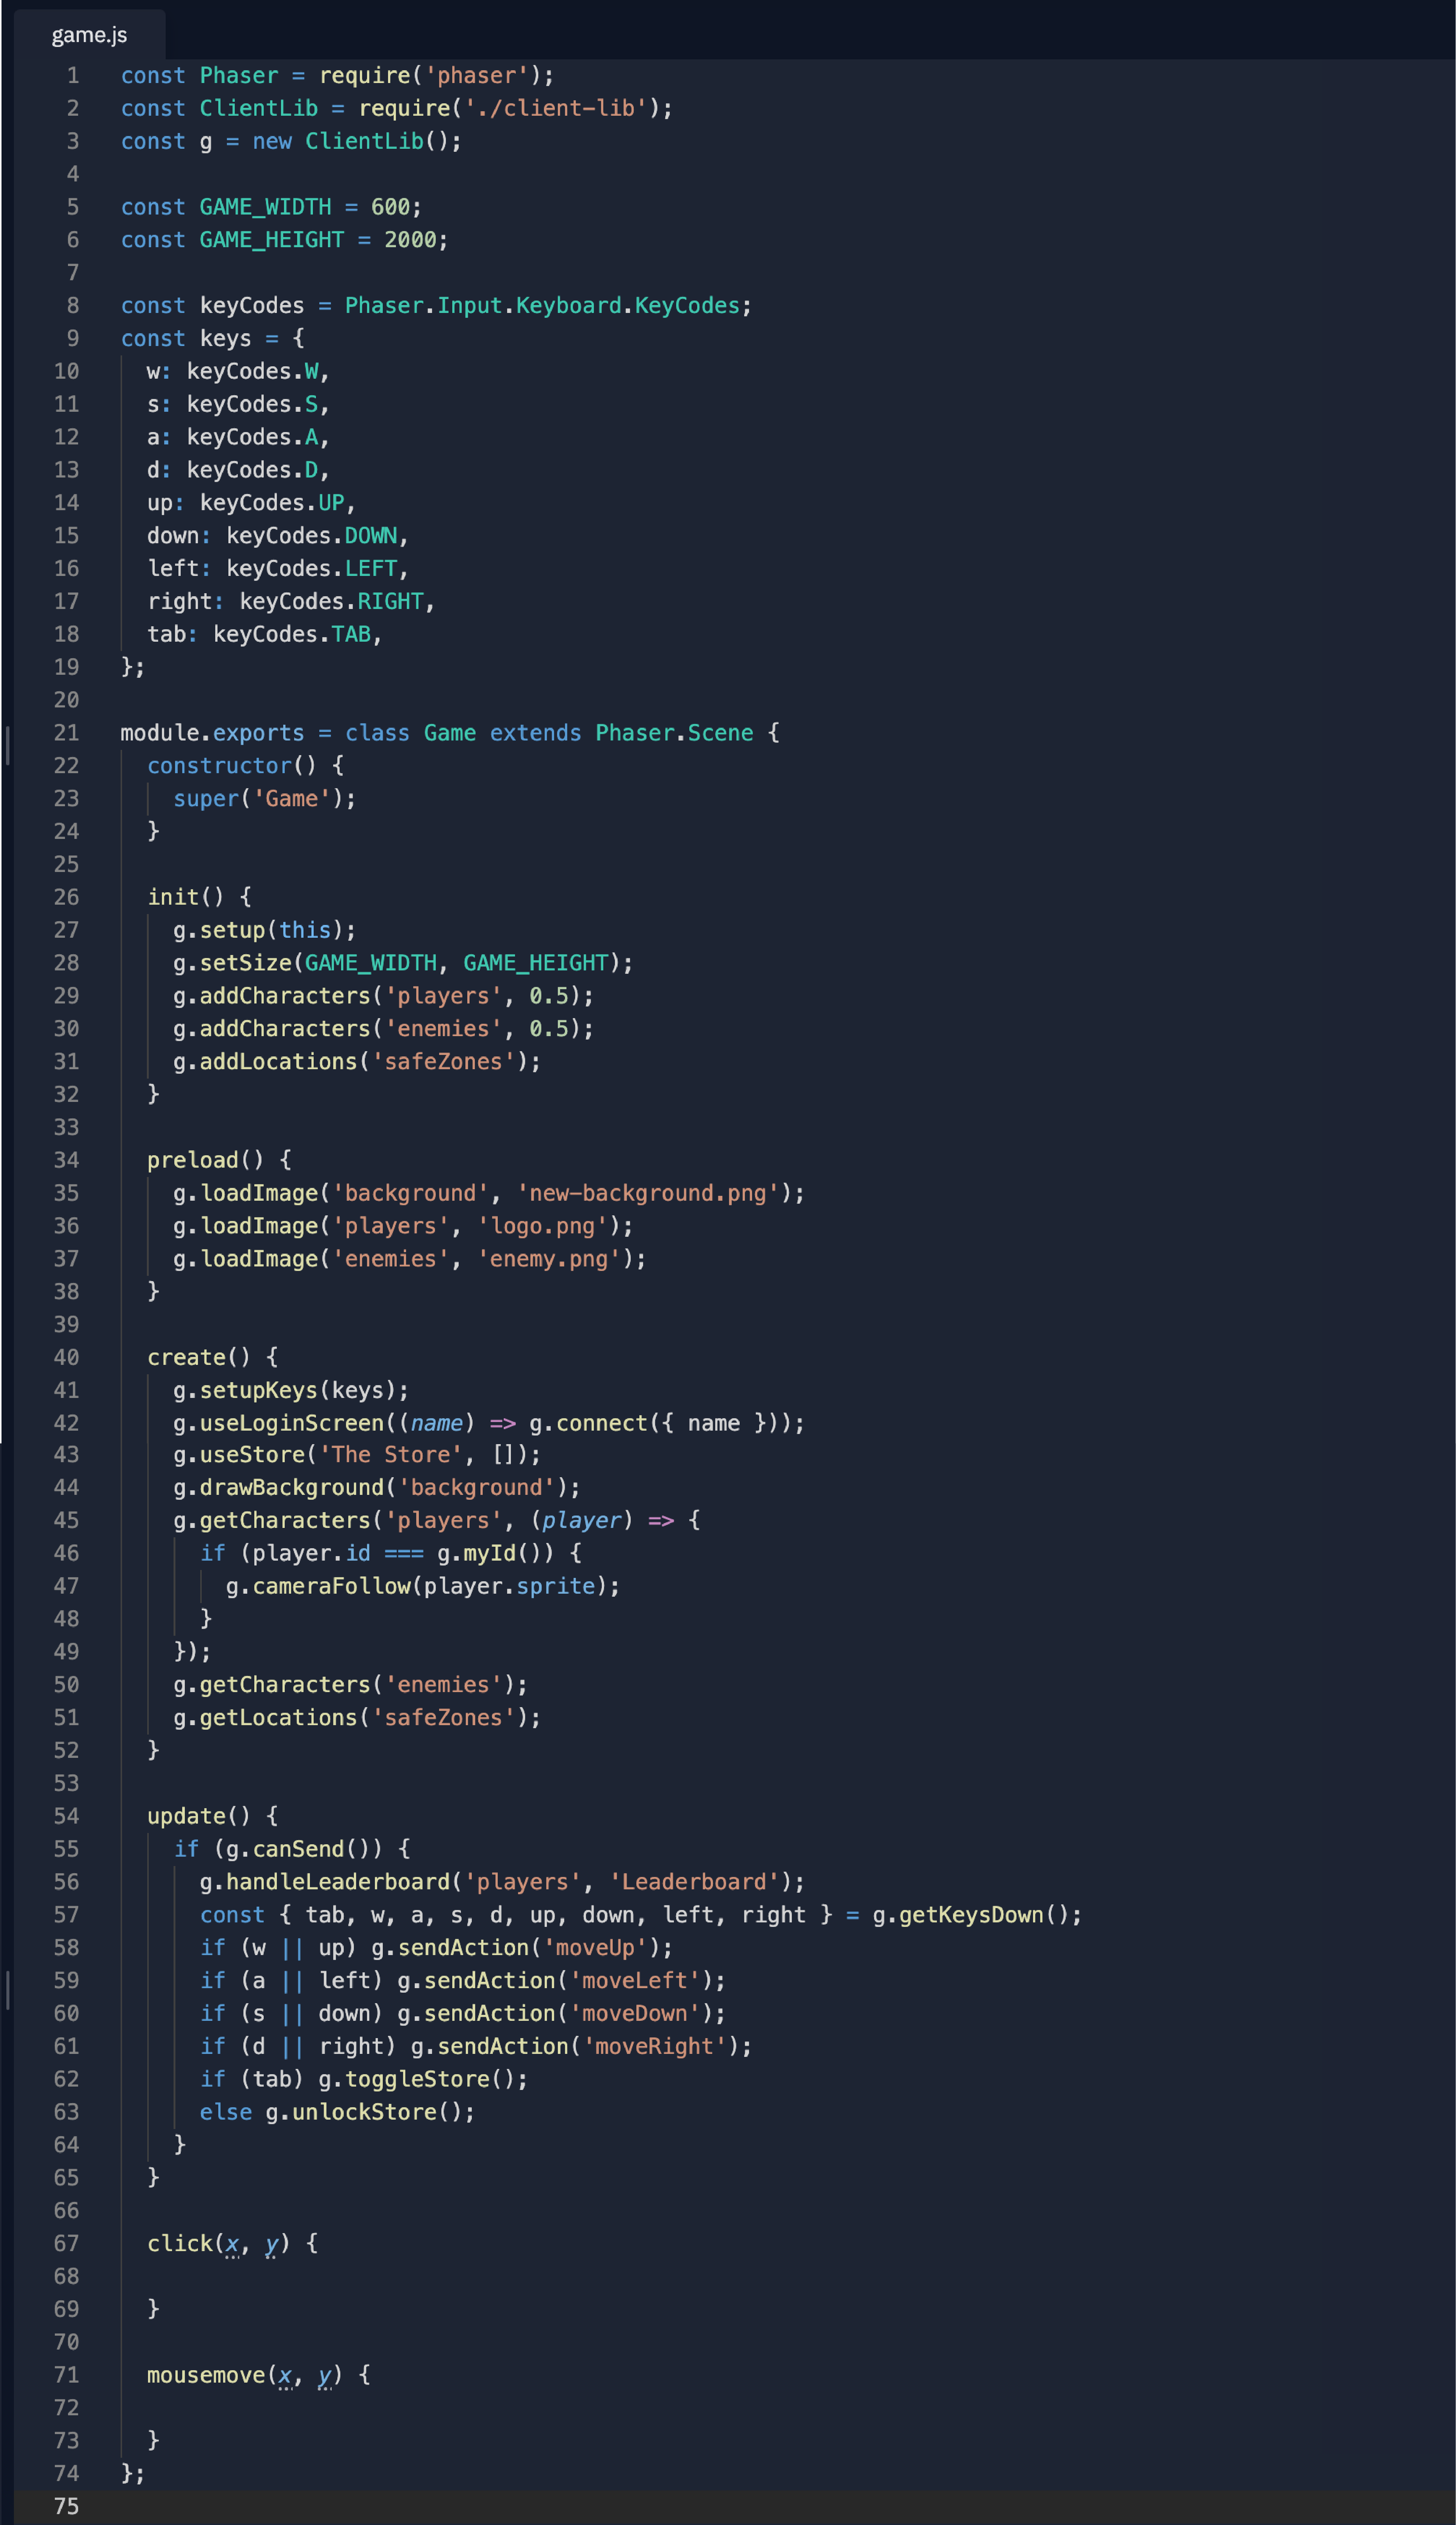 game.js
1 const Phaser = require('phaser');
2 const ClientLib = require('./client-lib');
3 const g = new ClientLib();
4
5 const GAME_WIDTH = 600;
6 const GAME_HEIGHT = 2000;
7
8 const keyCodes = Phaser.Input.Keyboard.KeyCodes;
9 const keys = {
10   w: keyCodes.W,
11   s: keyCodes.S,
12   a: keyCodes.A,
13   d: keyCodes.D,
14   up: keyCodes.UP,
15   down: keyCodes.DOWN,
16   left: keyCodes.LEFT,
17   right: keyCodes.RIGHT,
18   tab: keyCodes.TAB,
19 };
20
21 module.exports = class Game extends Phaser.Scene {
22   constructor() {
23     super('Game');
24   }
25
26   init() {
27     g.setup(this);
28     g.setSize(GAME_WIDTH, GAME_HEIGHT);
29     g.addCharacters('players', 0.5);
30     g.addCharacters('enemies', 0.5);
31     g.addLocations('safeZones');
32   }
33
34   preload() {
35     g.loadImage('background', 'new-background.png');
36     g.loadImage('players', 'logo.png');
37     g.loadImage('enemies', 'enemy.png');
38   }
39
40   create() {
41     g.setupKeys(keys);
42     g.useLoginScreen((name) => g.connect({ name }));
43     g.useStore('The Store', []);
44     g.drawBackground('background');
45     g.getCharacters('players', (player) => {
46       if (player.id === g.myId()) {
47         g.cameraFollow(player.sprite);
48       }
49     });
50     g.getCharacters('enemies');
51     g.getLocations('safeZones');
52   }
53
54   update() {
55     if (g.canSend()) {
56       g.handleLeaderboard('players', 'Leaderboard');
57       const { tab, w, a, s, d, up, down, left, right } = g.getKeysDown();
58       if (w || up) g.sendAction('moveUp');
59       if (a || left) g.sendAction('moveLeft');
60       if (s || down) g.sendAction('moveDown');
61       if (d || right) g.sendAction('moveRight');
62       if (tab) g.toggleStore();
63       else g.unlockStore();
64     }
65   }
66
67   click(x, y) {
68
69   }
70
71   mousemove(x, y) {
72
73   }
74 };
75